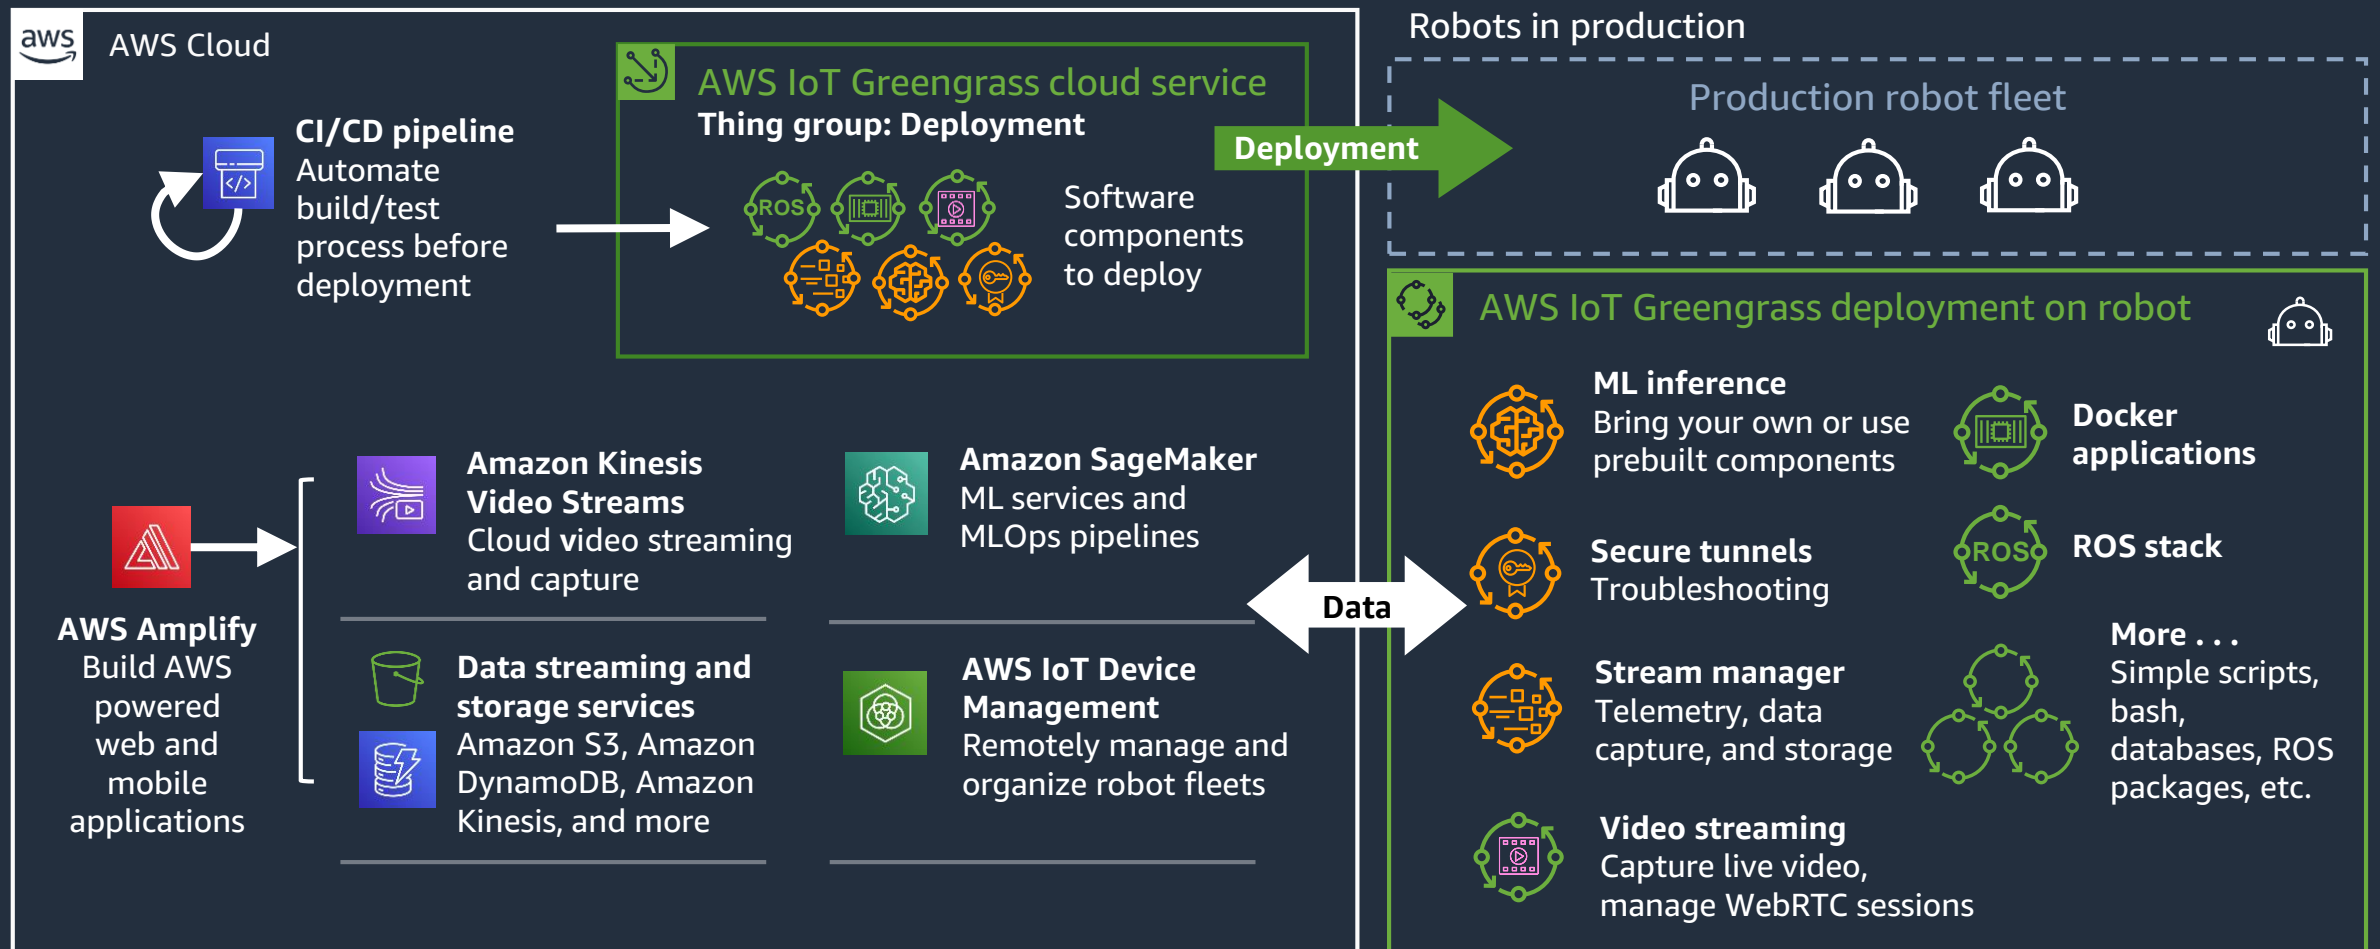 aws
AWS Cloud
CI/CD pipeline
Automate
build/test
process before
deployment
AWS IoT Greengrass cloud service
Thing group: Deployment
ROS
Software
components
to deploy
Deployment
Robots in production
Production robot fleet
AWS Amplify
Build AWS
powered
web and
mobile
applications
Amazon Kinesis
Video Streams
Cloud video streaming
and capture
Amazon SageMaker
ML services and
MLOps pipelines
Data streaming and
storage services
Amazon S3, Amazon
DynamoDB, Amazon
Kinesis, and more
AWS IoT Device
Management
Remotely manage and
organize robot fleets
Data
AWS IoT Greengrass deployment on robot
ML inference
Bring your own or use
prebuilt components
Docker
applications
Secure tunnels
Troubleshooting
ROS
ROS stack
Stream manager
Telemetry, data
capture, and storage
More . . .
Simple scripts,
bash,
databases, ROS
packages, etc.
Video streaming
Capture live video,
manage WebRTC sessions